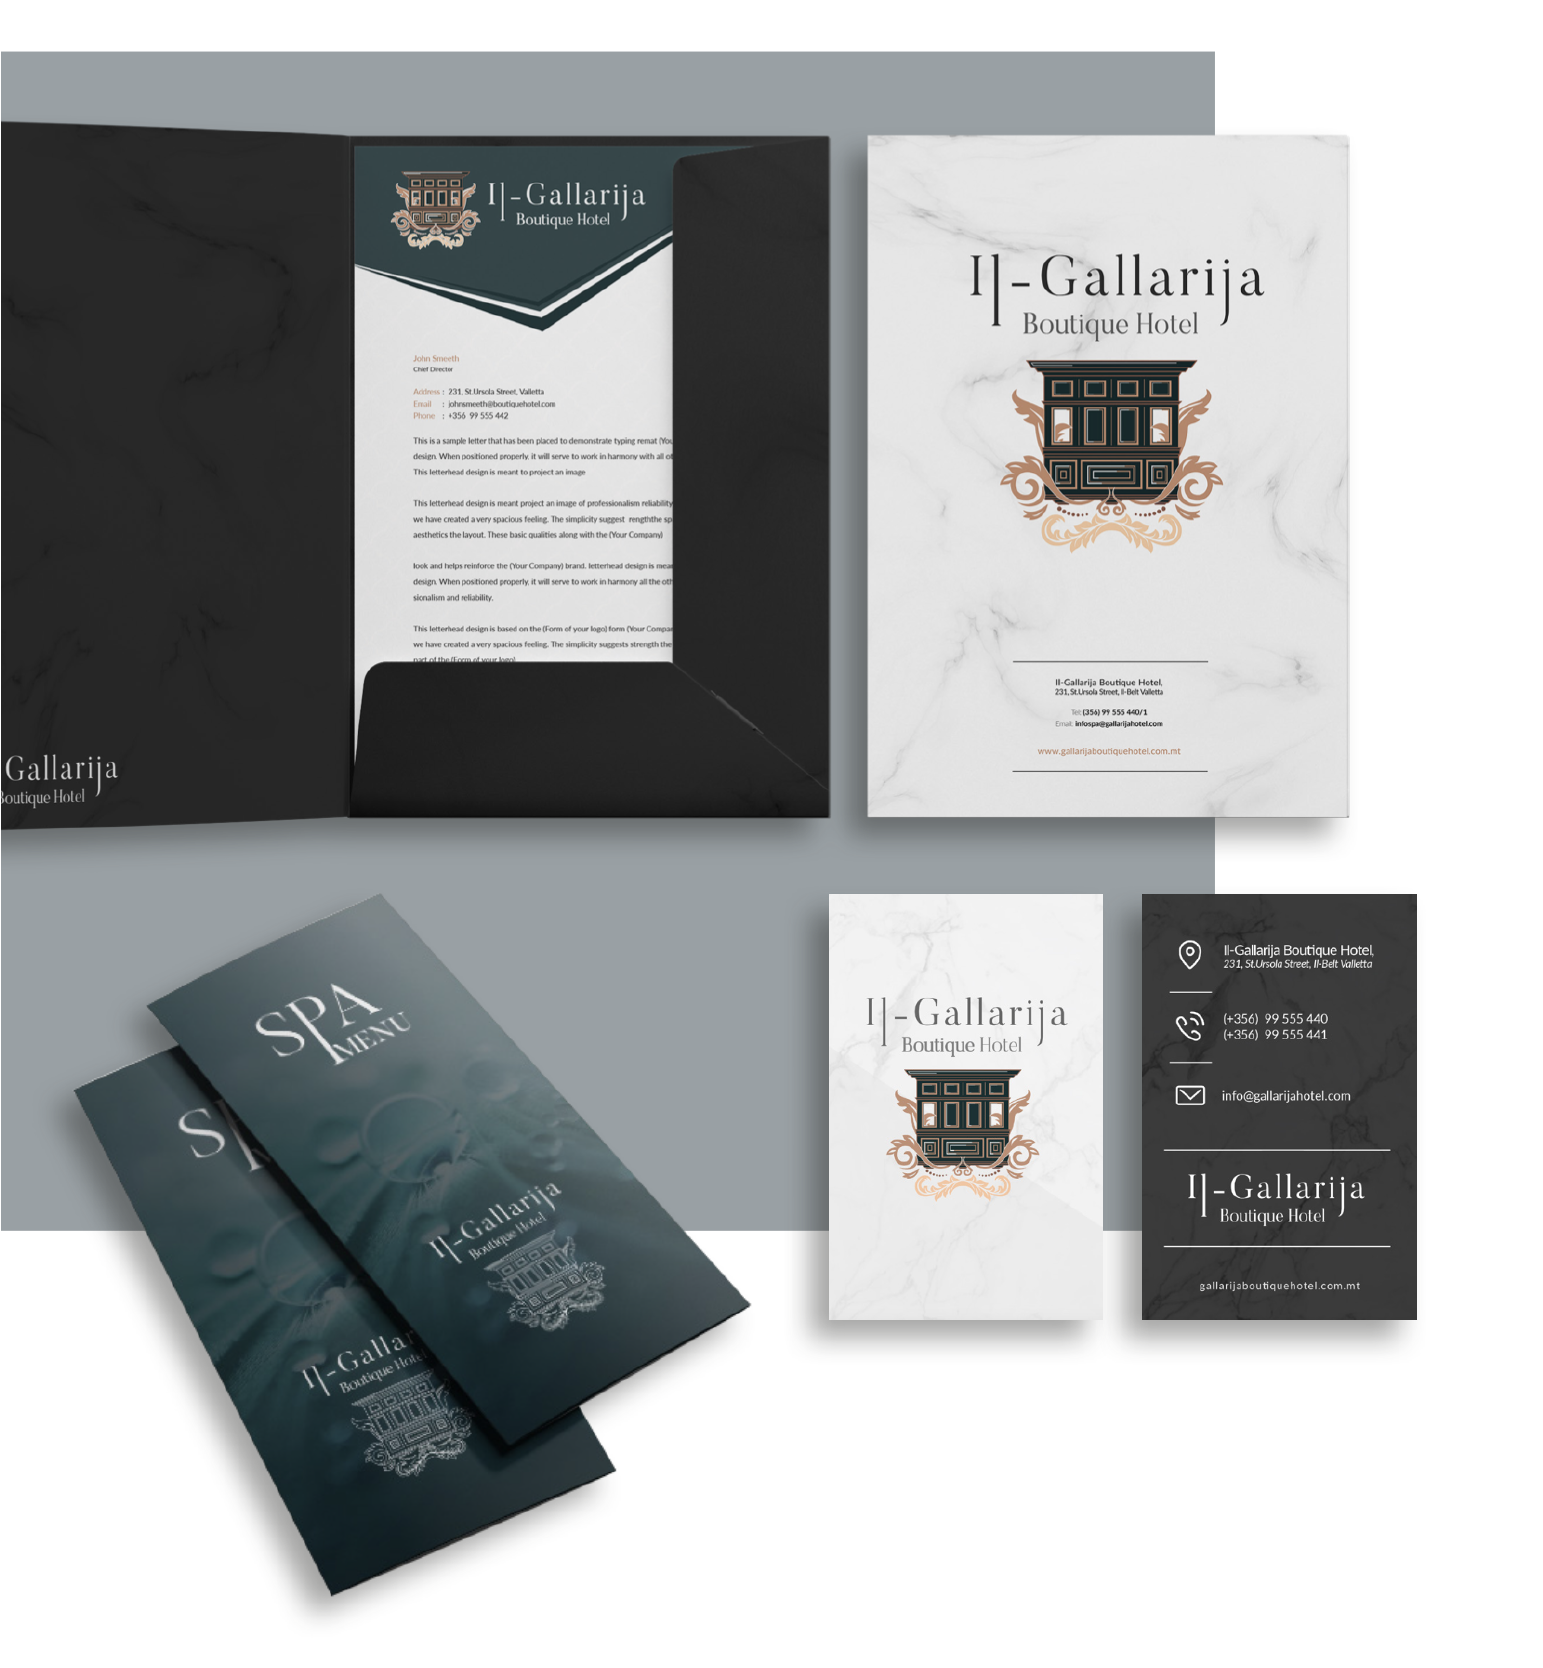 Il-Gallarija
Boutique Hotel
John Smeeth
Chief Director
Address : 231, St.Ursola Street, Valletta
Email : johnsmeeth@boutiquehotel.com
Phone : +356 99 555 442
This is a sample letter that has been placed to demonstrate typing remat (You
design. When positioned properly, it will serve to work in harmony with all ot
This letterhead design is meant to project an image
This letterhead design is meant project an image of professionalism reliability
we have created a very spacious feeling. The simplicity suggest rengththe sp
aesthetics the layout. These basic qualities along with the (Your Company)
look and helps reinforce the (Your Company) brand. letterhead design is mea
design. When positioned properly, it will serve to work in harmony all the oth
sionalism and reliability.
This letterhead design is based on the (Form of your logo) form (Your Compa
we have created a very spacious feeling. The simplicity suggests strength the
part of the (Form of your logo)
Gallarija
Boutique Hotel
Il-Gallarija
Boutique Hotel
Il-Gallarija Boutique Hotel,
231, St.Ursola Street, Il-Belt Valletta
Tel: (356) 99 555 440/1
Email: infospa@gallarijahotel.com
www.gallarijaboutiquehotel.com.mt
SPA
MENU
Il-Gallarija
Boutique Hotel
S
Il-Gallar
Boutique Hotel
Il-Gallarija
Boutique Hotel
Il-Gallarija Boutique Hotel,
231, St.Ursola Street, Il-Belt Valletta
(+356) 99 555 440
(+356) 99 555 441
info@gallarijahotel.com
Il-Gallarija
Boutique Hotel
gallarijaboutiquehotel.com.mt